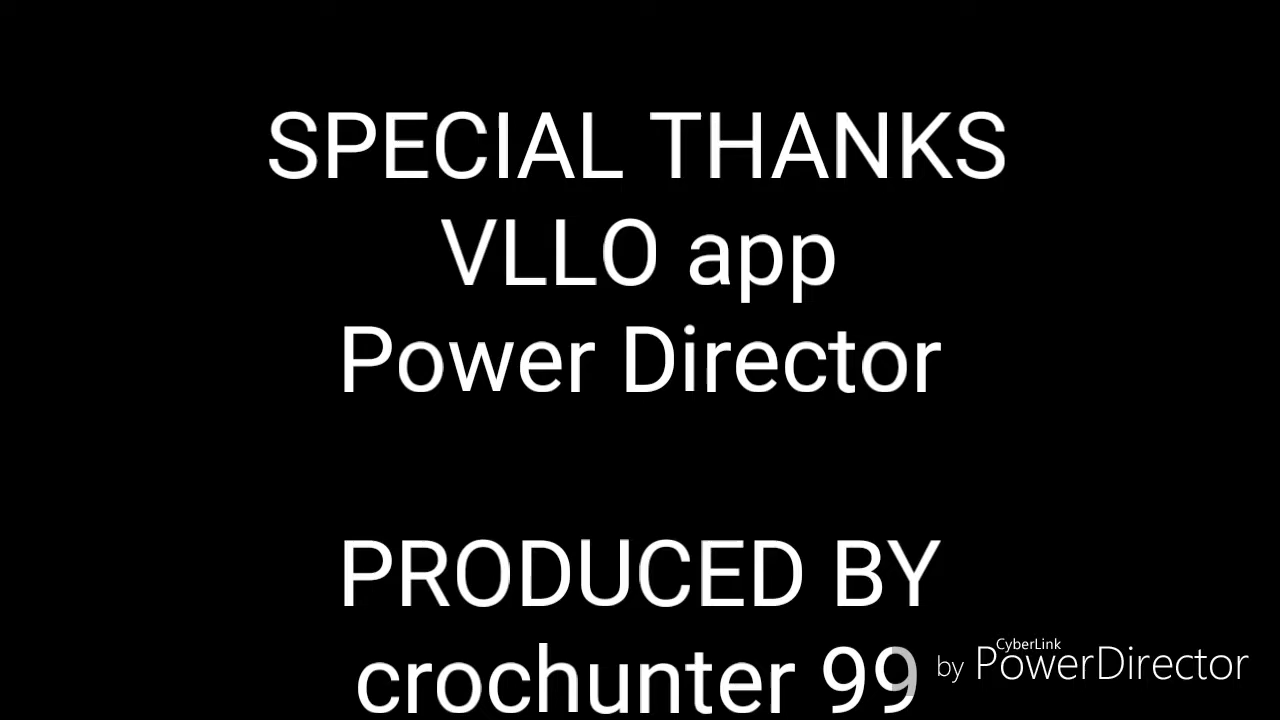 SPECIAL THANKS
VLLO app
Power Director
PRODUCED BY
crochunter 99
CyberLink
by PowerDirector